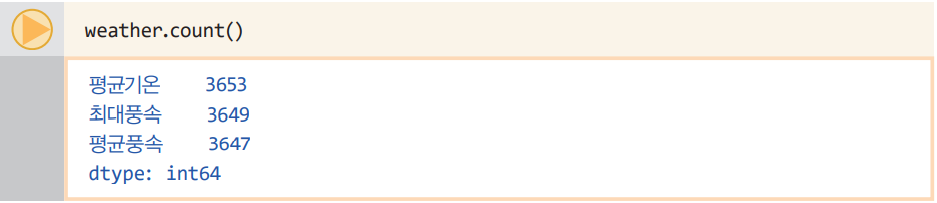 weather.count()
평균기온 3653
최대풍속 3649
평균풍속 3647
dtype: int64